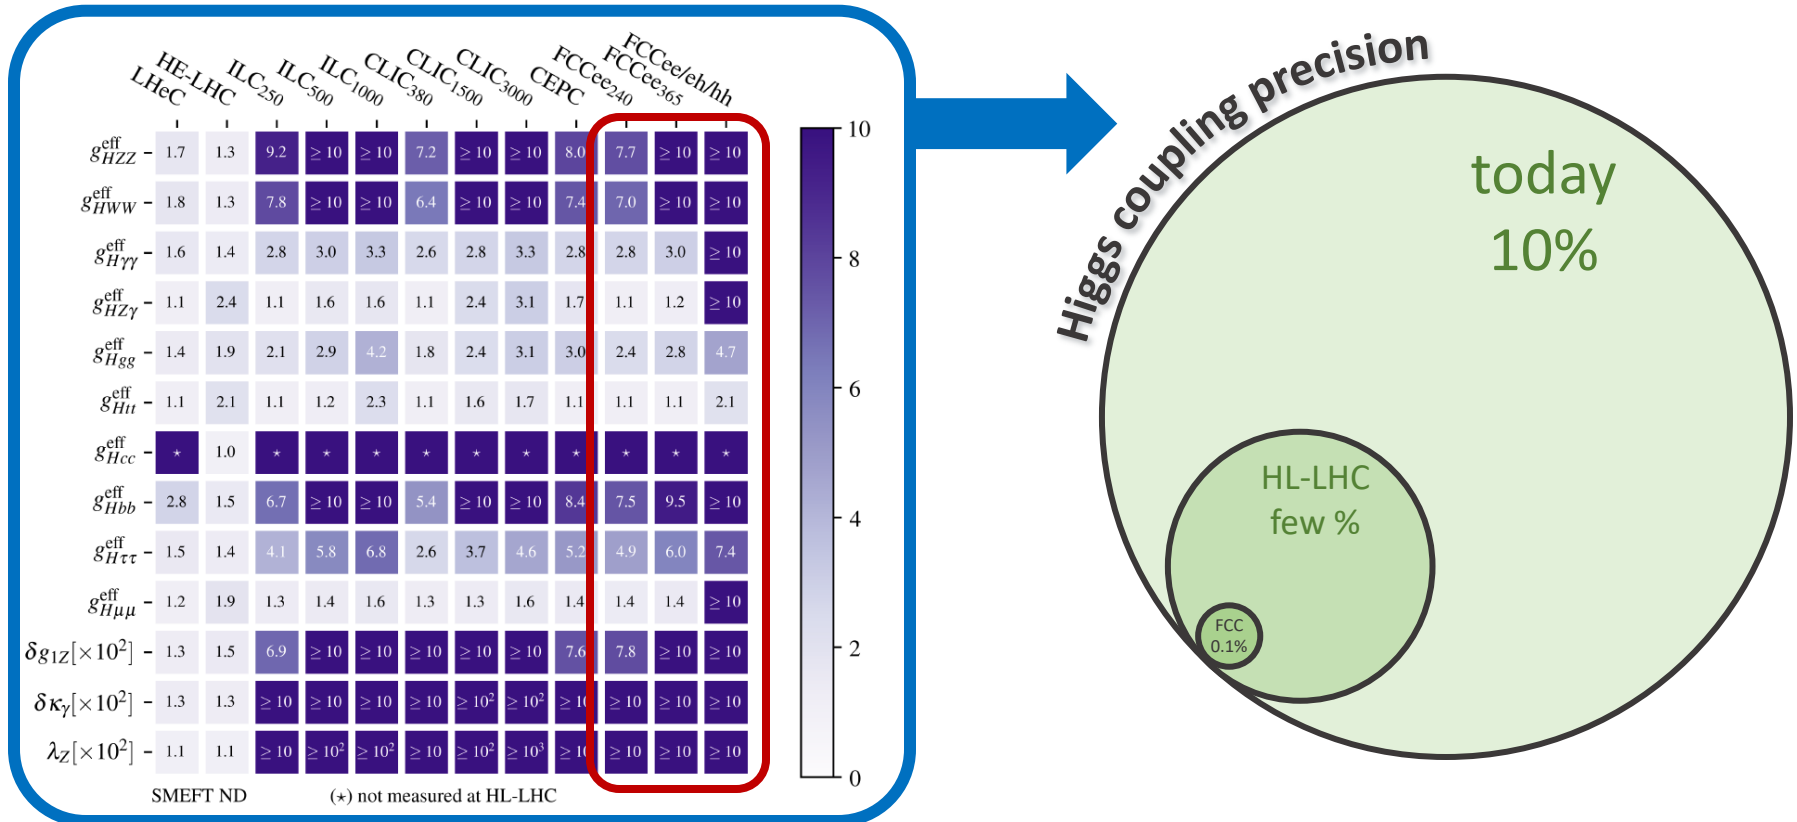 LHeC
HE-LHC
ILC250
ILC500
ILC1000
CLIC380
CLIC1500
CLIC3000
CEPC
FCCee240
FCCee365
FCCee/eh/hh
g^eff_HZZ 1.7 1.3 9.2 ≥ 10 ≥ 10 7.2 ≥ 10 ≥ 10 8.0 7.7 ≥ 10 ≥ 10
g^eff_HWW 1.8 1.3 7.8 ≥ 10 ≥ 10 6.4 ≥ 10 ≥ 10 7.4 7.0 ≥ 10 ≥ 10
g^eff_Hγγ 1.6 1.4 2.8 3.0 3.3 2.6 2.8 3.3 2.8 2.8 3.0 ≥ 10
g^eff_HZγ 1.1 2.4 1.1 1.6 1.6 1.1 2.4 3.1 1.7 1.1 1.2 ≥ 10
g^eff_Hgg 1.4 1.9 2.1 2.9 4.2 1.8 2.4 3.1 3.0 2.4 2.8 4.7
g^eff_Htt 1.1 2.1 1.1 1.2 2.3 1.1 1.6 1.7 1.1 1.1 1.1 2.1
g^eff_Hcc ⋆ 1.0 ⋆ ⋆ ⋆ ⋆ ⋆ ⋆ ⋆ ⋆ ⋆ ⋆
g^eff_Hbb 2.8 1.5 6.7 ≥ 10 ≥ 10 5.4 ≥ 10 ≥ 10 8.4 7.5 9.5 ≥ 10
g^eff_Hττ 1.5 1.4 4.1 5.8 6.8 2.6 3.7 4.6 5.2 4.9 6.0 7.4
g^eff_Hμμ 1.2 1.9 1.3 1.4 1.6 1.3 1.3 1.6 1.4 1.4 1.4 ≥ 10
δg1Z[×10²] 1.3 1.5 6.9 ≥ 10 ≥ 10 ≥ 10 ≥ 10 ≥ 10 7.6 7.8 ≥ 10 ≥ 10
δκγ[×10²] 1.3 1.3 ≥ 10 ≥ 10 ≥ 10 ≥ 10 ≥ 10² ≥ 10² ≥ 10 ≥ 10 ≥ 10 ≥ 10
λZ[×10²] 1.1 1.1 ≥ 10 ≥ 10² ≥ 10² ≥ 10 ≥ 10² ≥ 10³ ≥ 10 ≥ 10 ≥ 10 ≥ 10
SMEFT ND (⋆) not measured at HL-LHC
10
8
6
4
2
0
Higgs coupling precision
today
10%
HL-LHC
few %
FCC
0.1%